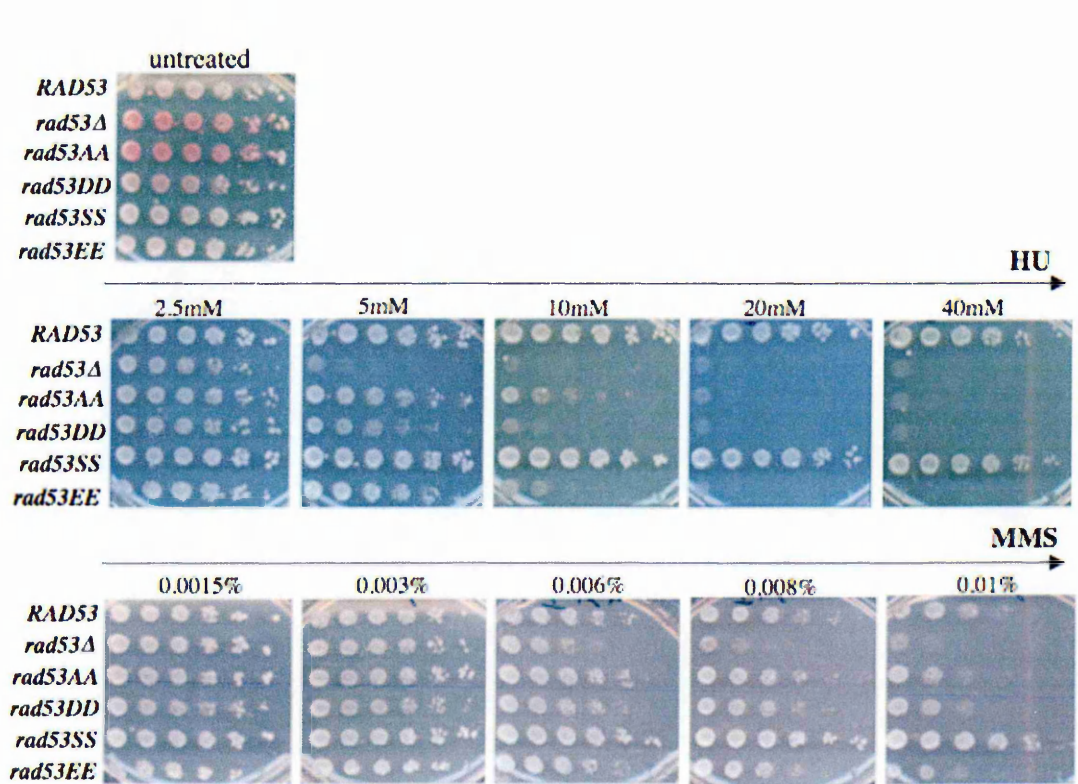 untreated
RAD53
rad53Δ
rad53AA
rad53DD
rad53SS
rad53EE
HU
2.5mM 5mM 10mM 20mM 40mM
RAD53
rad53Δ
rad53AA
rad53DD
rad53SS
rad53EE
MMS
0.0015% 0.003% 0.006% 0.008% 0.01%
RAD53
rad53Δ
rad53AA
rad53DD
rad53SS
rad53EE